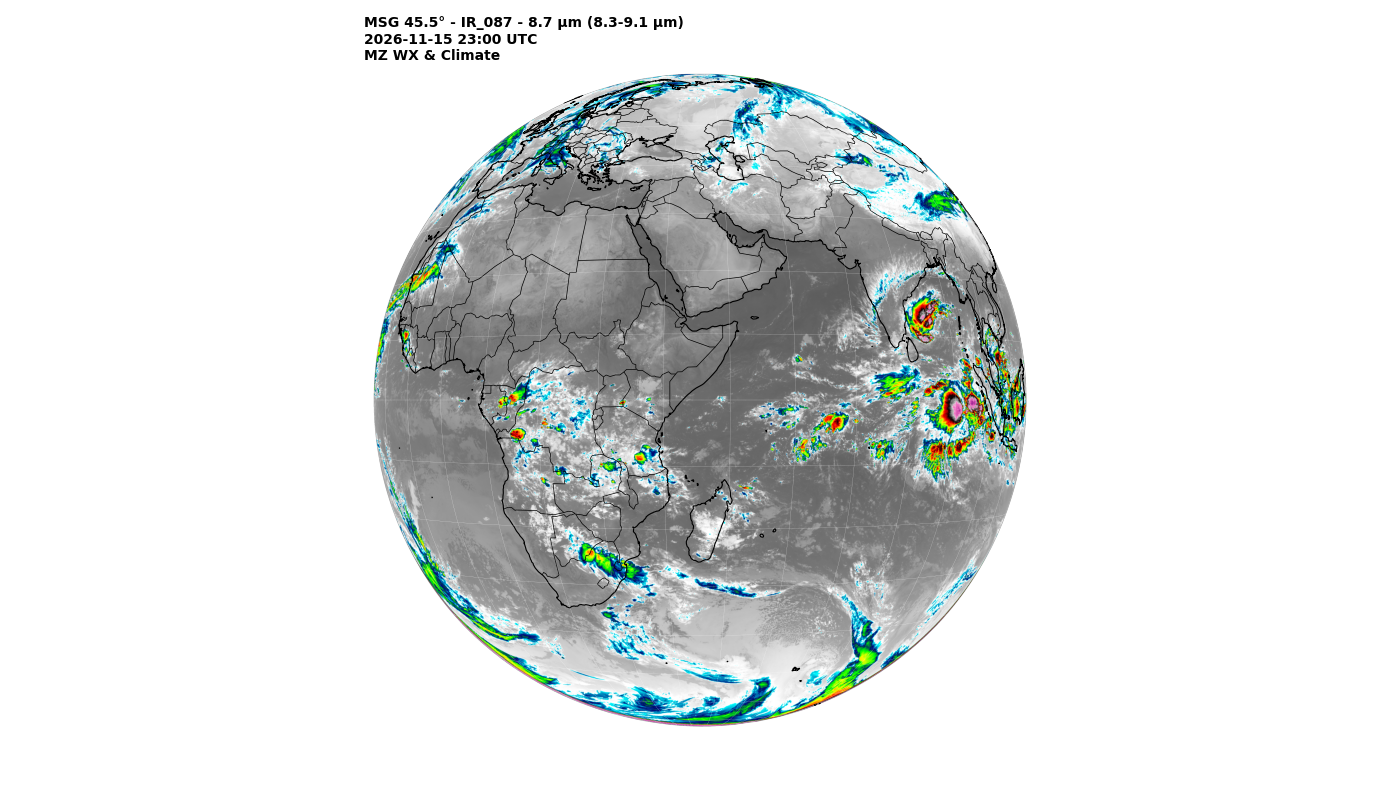 MSG 45.5° - IR_087 - 8.7 µm (8.3-9.1 µm)
2026-11-15 23:00 UTC
MZ WX & Climate